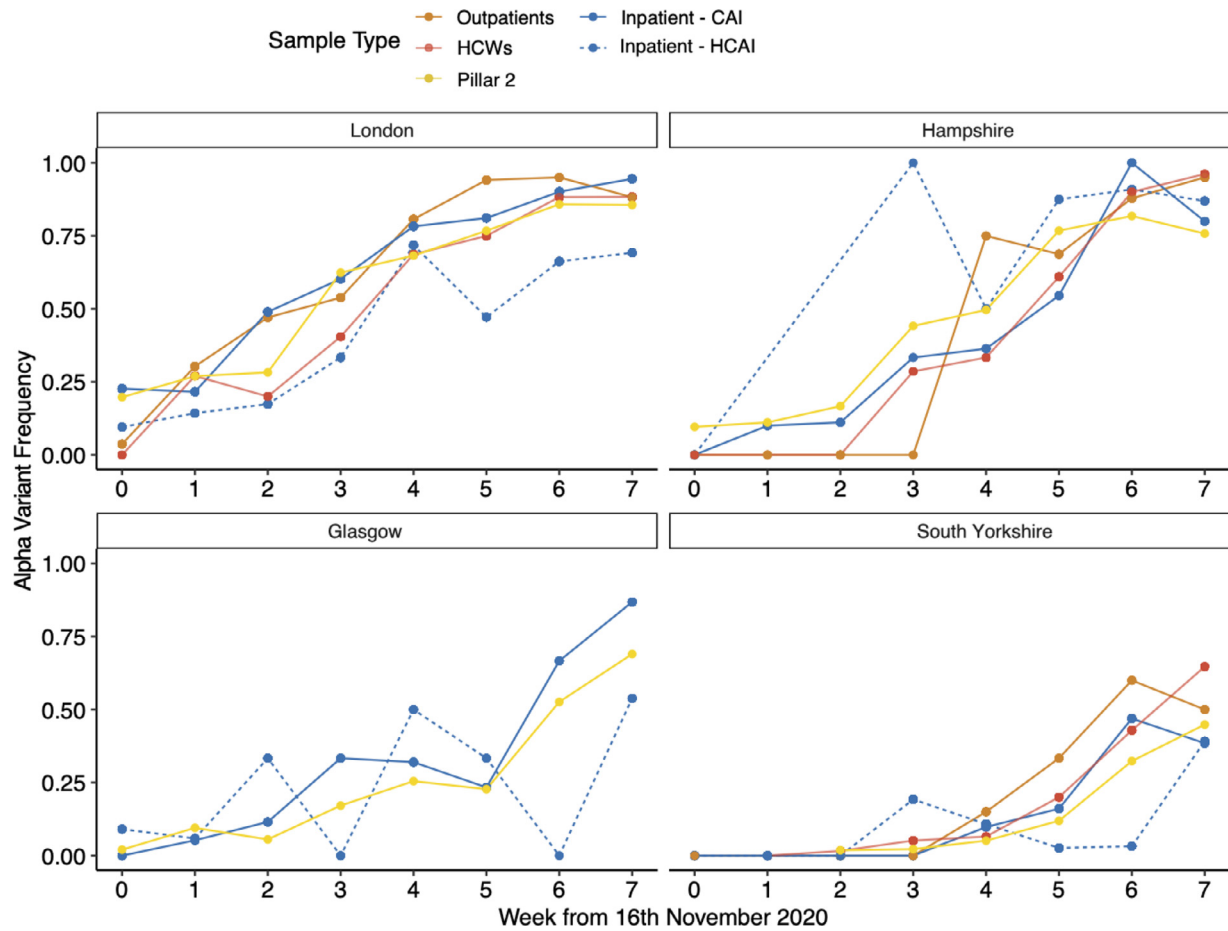 Sample Type
Outpatients
HCWs
Pillar 2
Inpatient - CAI
Inpatient - HCAI
London
Hampshire
1.00
0.75
0.50
0.25
0.00
0 1 2 3 4 5 6 7
0 1 2 3 4 5 6 7
Alpha Variant Frequency
Glasgow
South Yorkshire
1.00
0.75
0.50
0.25
0.00
0 1 2 3 4 5 6 7
0 1 2 3 4 5 6 7
Week from 16th November 2020